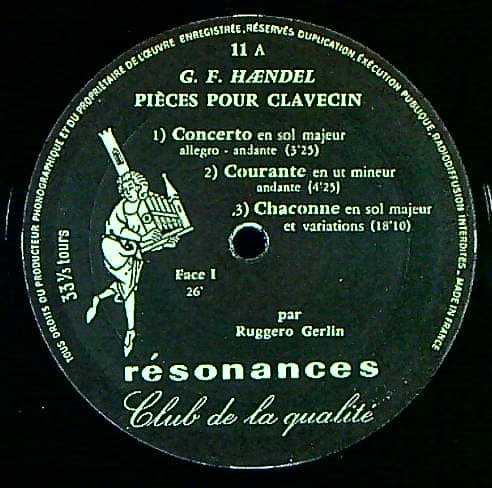 TOUS DROITS DU PRODUCTEUR PHONOGRAPHIQUE ET DU PROPRIÉTAIRE DE L'ŒUVRE ENREGISTRÉE, RÉSERVÉS DUPLICATION, EXÉCUTION PUBLIQUE, RADIODIFFUSION INTERDITES. MADE IN FRANCE
11 A
G. F. HÆNDEL
PIÈCES POUR CLAVECIN
1) Concerto en sol majeur
allegro - andante (3'25)
2) Courante en ut mineur
andante (4'25)
3) Chaconne en sol majeur
et variations (18'10)
33 1/3 tours
Face I
26'
par
Ruggero Gerlin
résonances
Club de la qualité